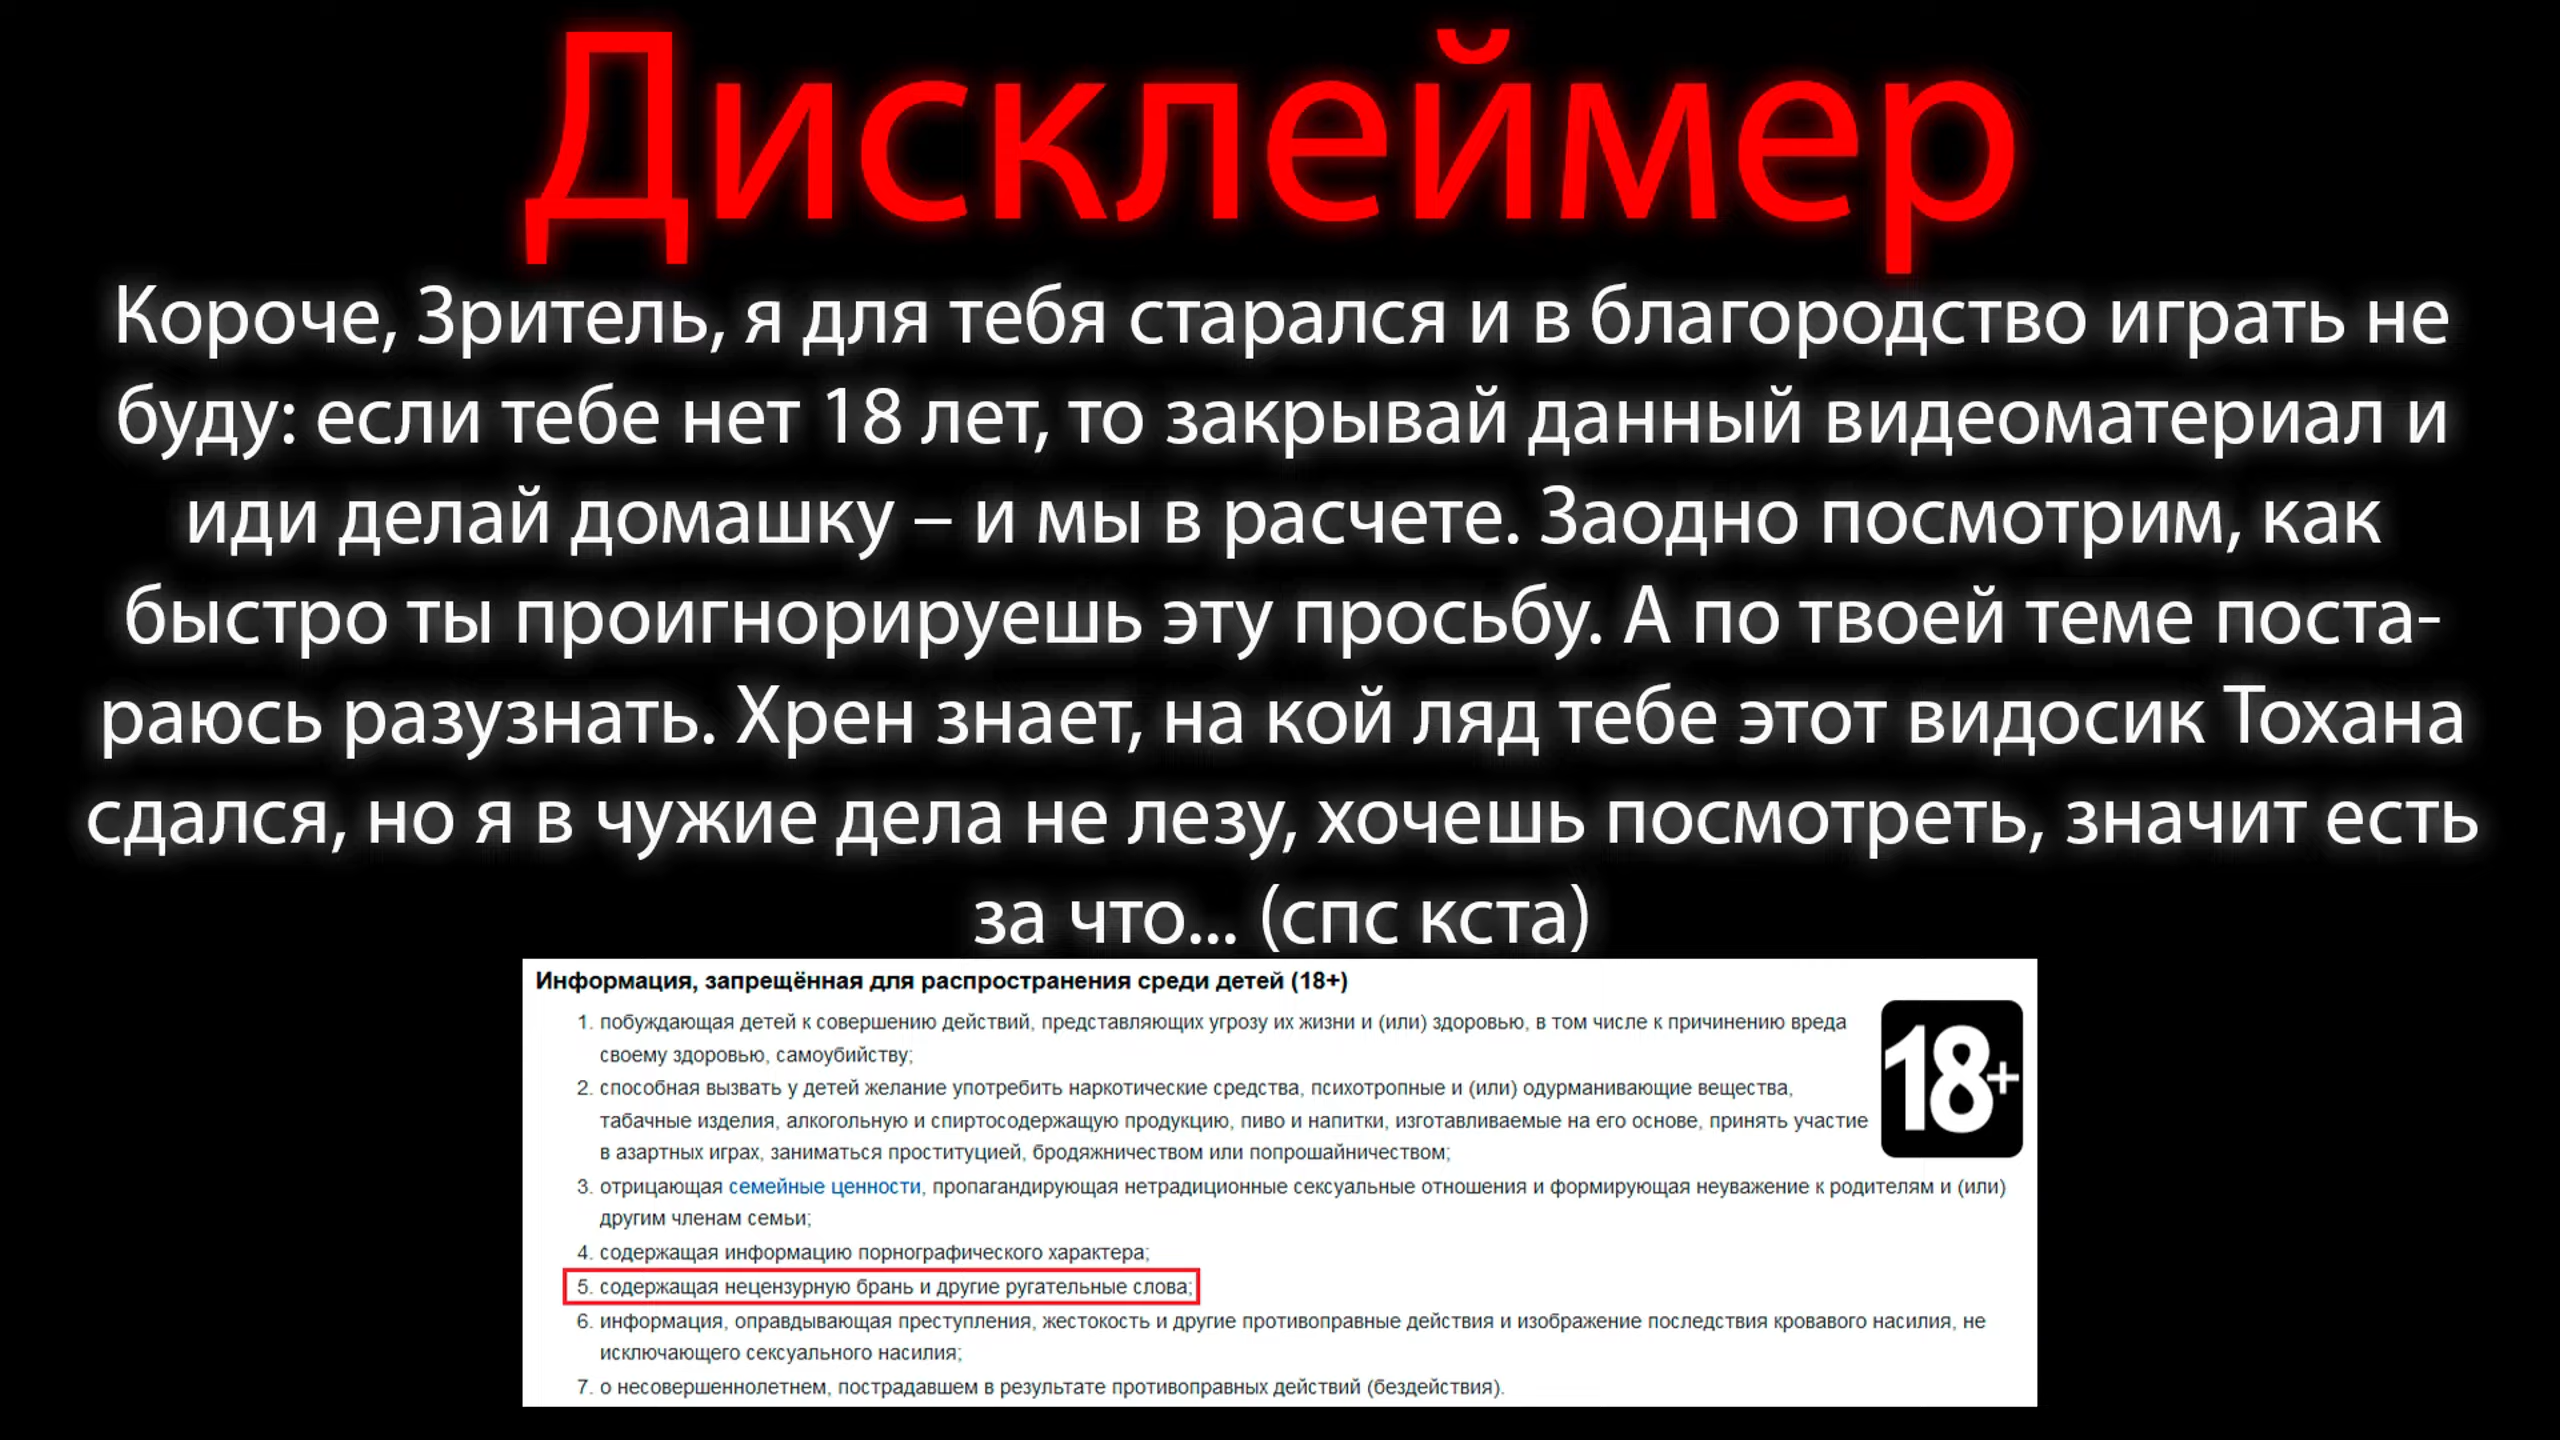 Дисклеймер
Короче, Зритель, я для тебя старался и в благородство играть не
буду: если тебе нет 18 лет, то закрывай данный видеоматериал и
иди делай домашку – и мы в расчете. Заодно посмотрим, как
быстро ты проигнорируешь эту просьбу. А по твоей теме поста-
раюсь разузнать. Хрен знает, на кой ляд тебе этот видосик Тохана
сдался, но я в чужие дела не лезу, хочешь посмотреть, значит есть
за что... (спс кста)
Информация, запрещённая для распространения среди детей (18+)
1. побуждающая детей к совершению действий, представляющих угрозу их жизни и (или) здоровью, в том числе к причинению вреда
своему здоровью, самоубийству;
18+
2. способная вызвать у детей желание употребить наркотические средства, психотропные и (или) одурманивающие вещества,
табачные изделия, алкогольную и спиртосодержащую продукцию, пиво и напитки, изготавливаемые на его основе, принять участие
в азартных играх, заниматься проституцией, бродяжничеством или попрошайничеством;
3. отрицающая семейные ценности, пропагандирующая нетрадиционные сексуальные отношения и формирующая неуважение к родителям и (или)
другим членам семьи;
4. содержащая информацию порнографического характера;
5. содержащая нецензурную брань и другие ругательные слова;
6. информация, оправдывающая преступления, жестокость и другие противоправные действия и изображение последствия кровавого насилия, не
исключающего сексуального насилия;
7. о несовершеннолетнем, пострадавшем в результате противоправных действий (бездействия).